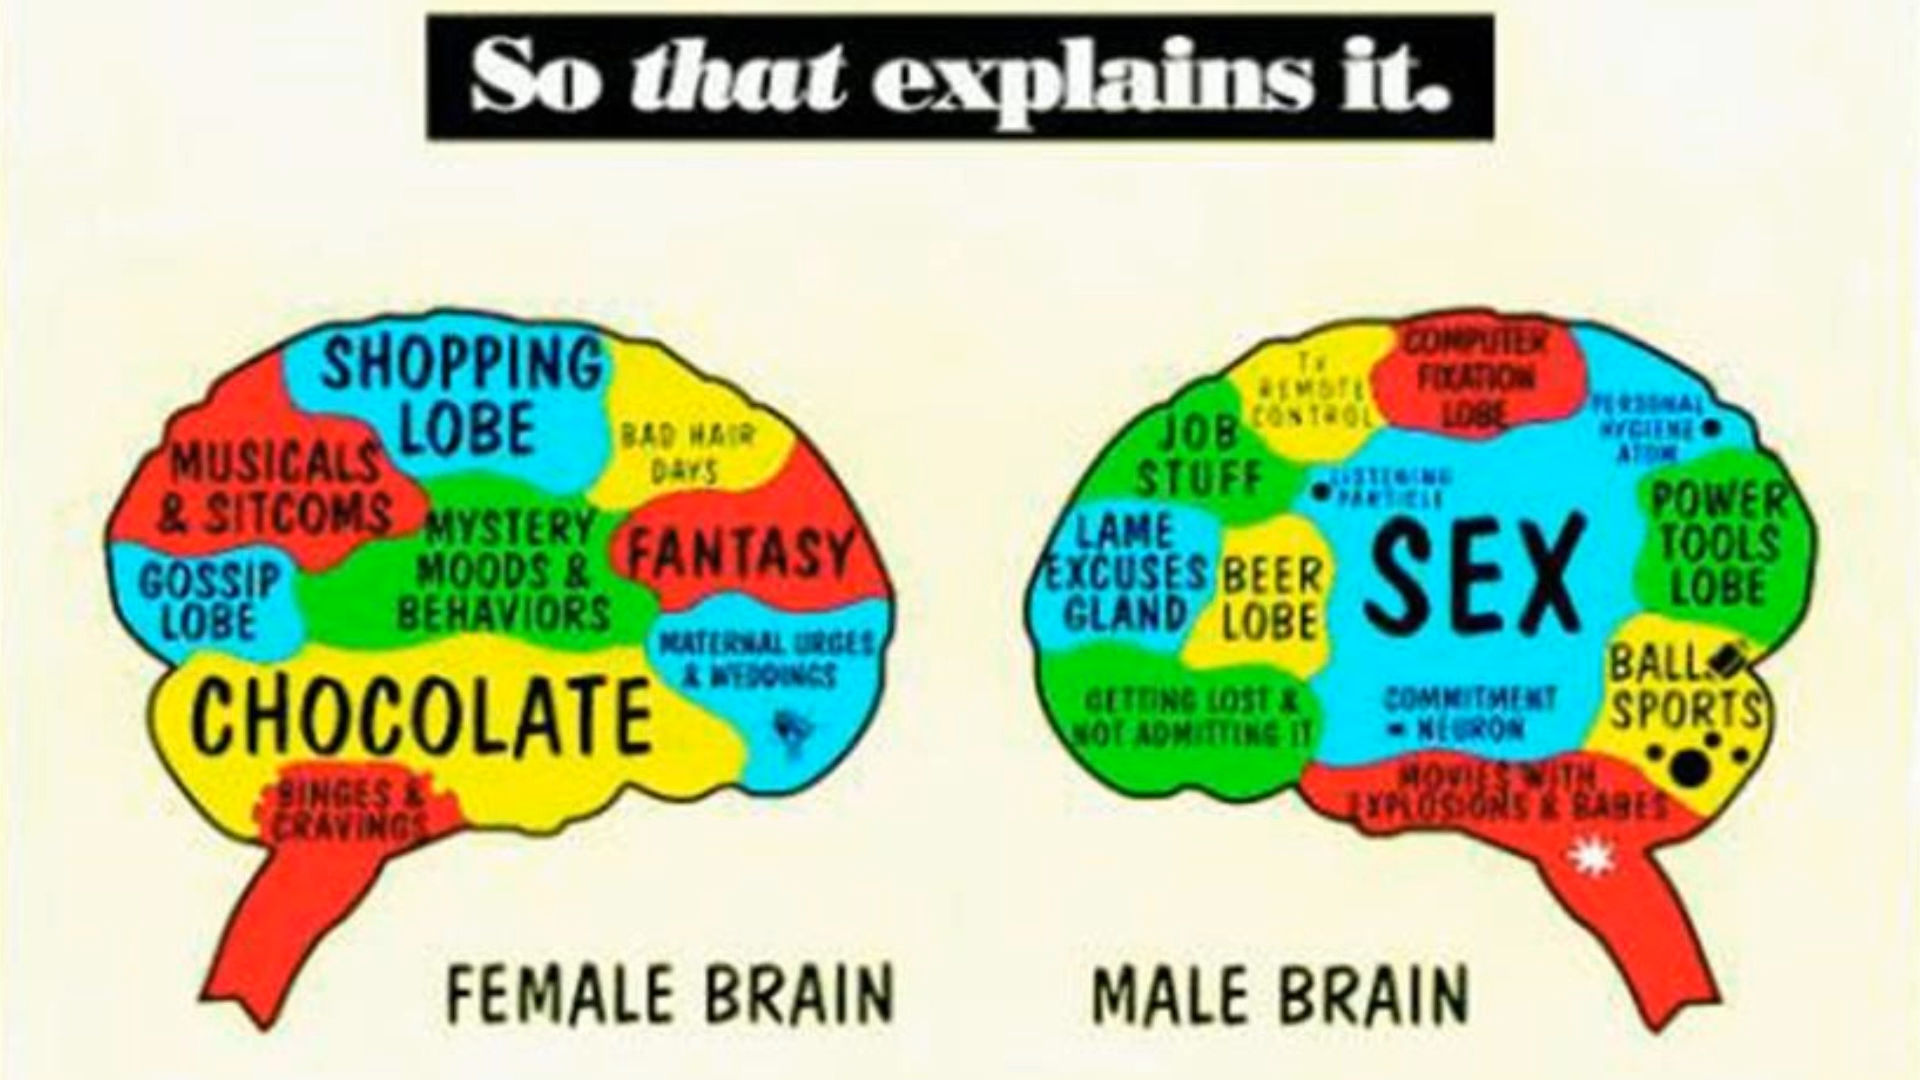 So that explains it.
SHOPPING
LOBE
BAD HAIR
DAYS
MUSICALS
& SITCOMS
MYSTERY
MOODS &
BEHAVIORS
FANTASY
GOSSIP
LOBE
MATERNAL URGES
& WEDDINGS
CHOCOLATE
BINGES &
CRAVINGS
FEMALE BRAIN
TV
REMOTE
CONTROL
COMPUTER
FIXATION
LOBE
PERSONAL
HYGIENE
ATOM
JOB
STUFF
LISTENING
PARTICLE
POWER
TOOLS
LOBE
LAME
EXCUSES
GLAND
BEER
LOBE
SEX
BALL
SPORTS
GETTING LOST &
NOT ADMITTING IT
COMMITMENT
NEURON
MOVIES WITH
EXPLOSIONS & BABES
MALE BRAIN